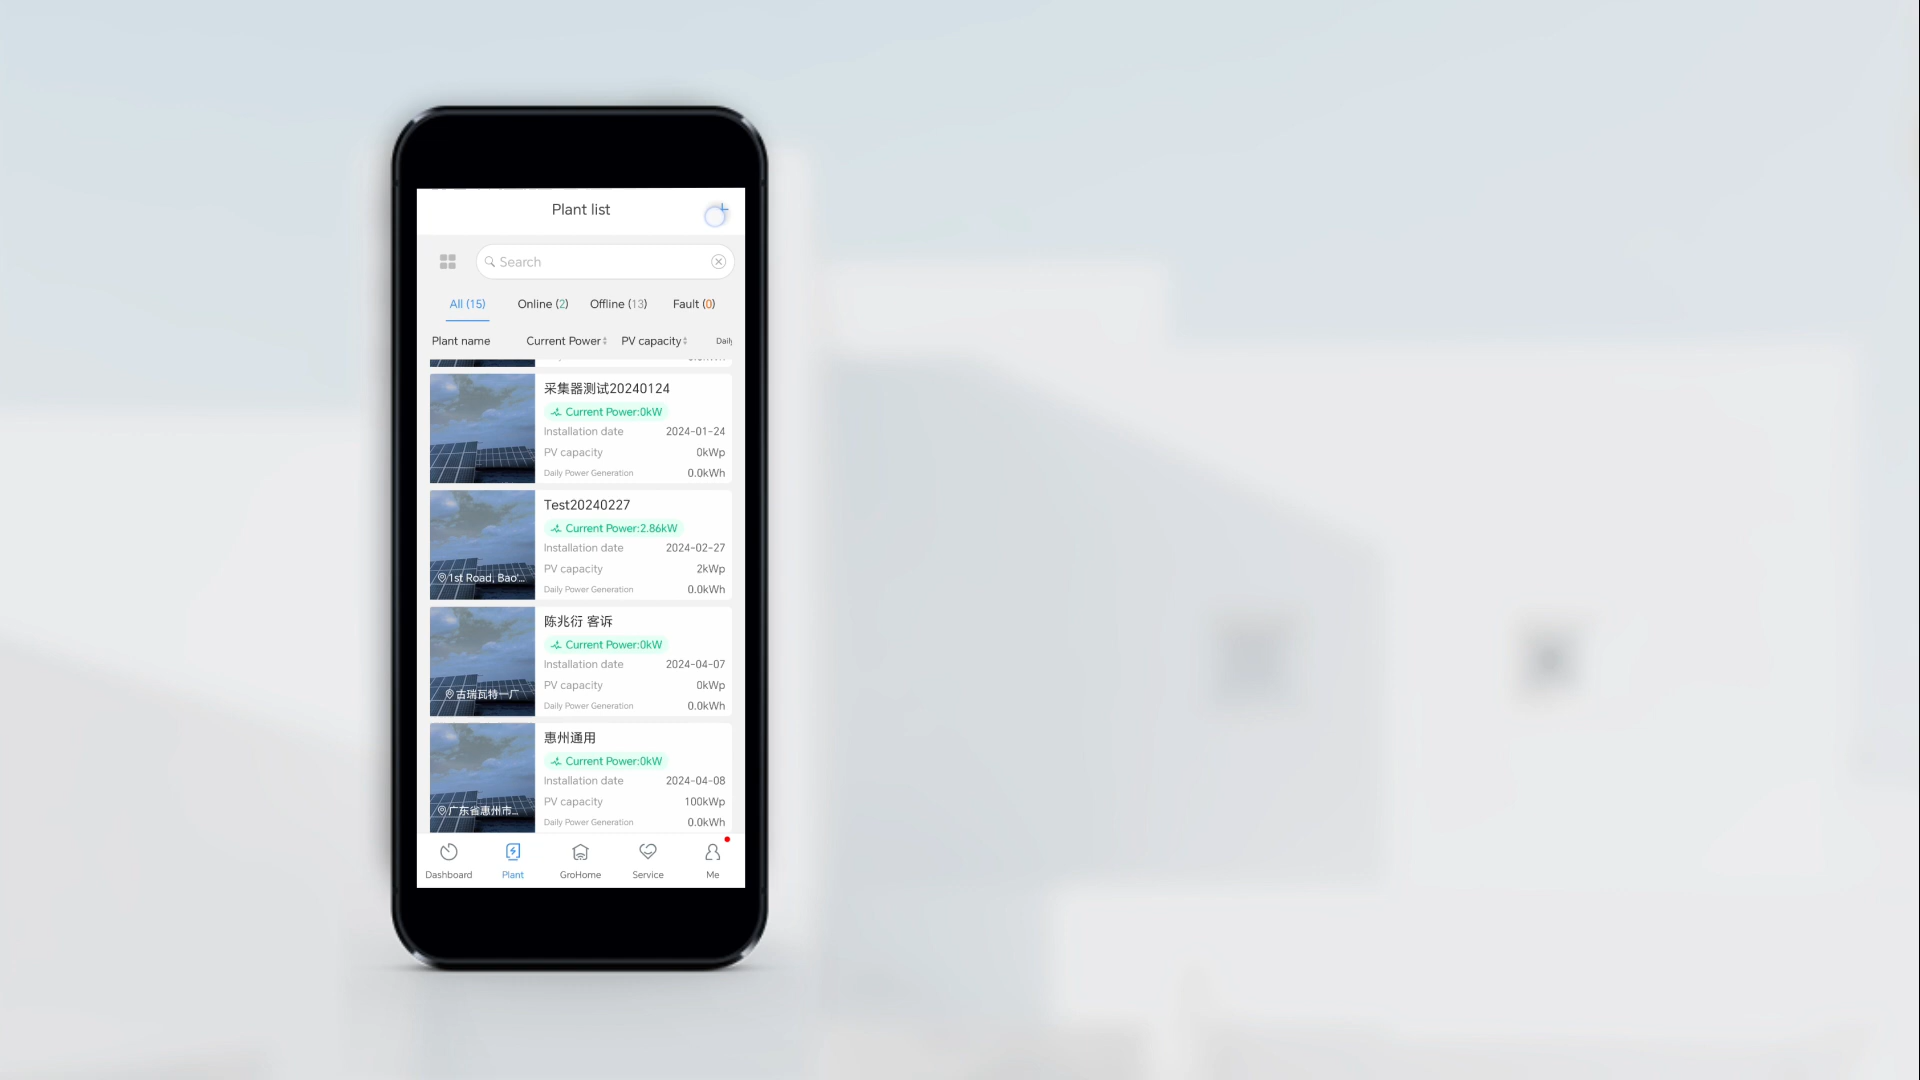 Plant list
Search
All (15) Online (2) Offline (13) Fault (0)
Plant name Current Power PV capacity Daily
采集器测试20240124
Current Power:0kW
Installation date 2024-01-24
PV capacity 0kWp
Daily Power Generation 0.0kWh
Test20240227
Current Power:2.86kW
Installation date 2024-02-27
PV capacity 2kWp
1st Road, Bao'...
Daily Power Generation 0.0kWh
陈兆衍 客诉
Current Power:0kW
Installation date 2024-04-07
PV capacity 0kWp
古瑞瓦特一厂
Daily Power Generation 0.0kWh
惠州通用
Current Power:0kW
Installation date 2024-04-08
PV capacity 100kWp
广东省惠州市...
Daily Power Generation 0.0kWh
Dashboard Plant GroHome Service Me